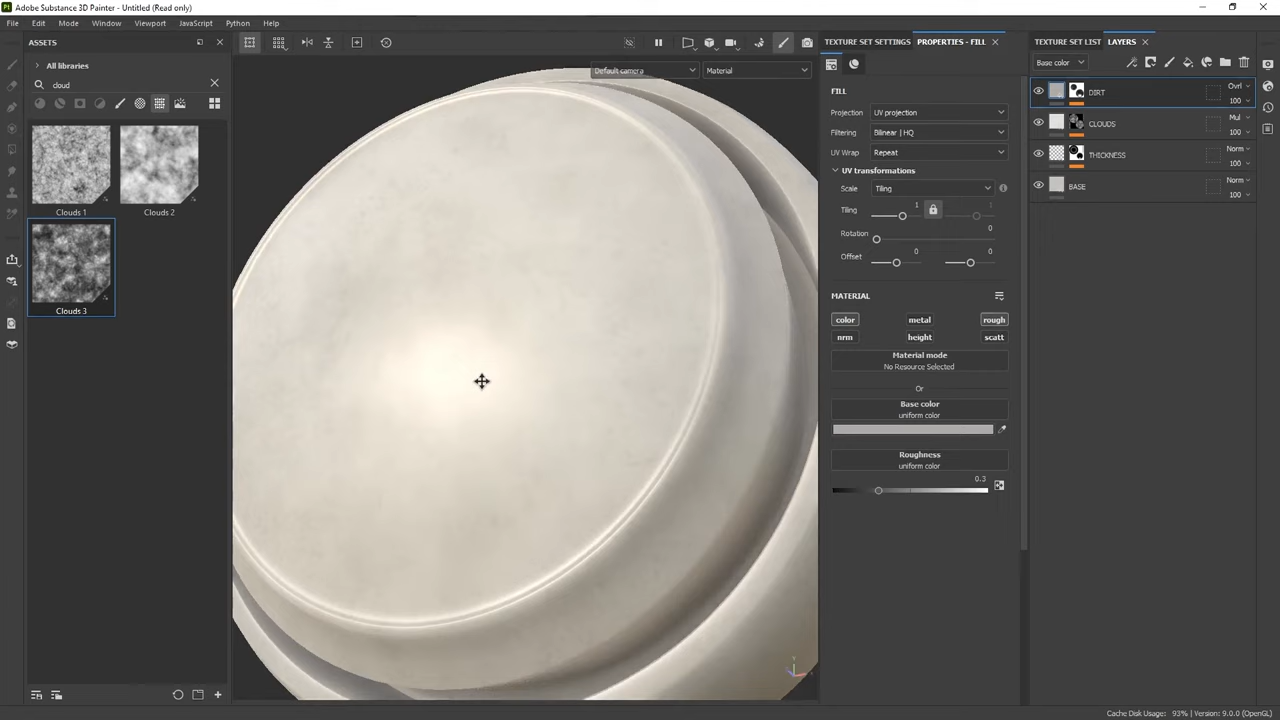 Pt Adobe Substance 3D Painter - Untitled (Read only)
File Edit Mode Window Viewport JavaScript Python Help
ASSETS
All libraries
cloud
Clouds 1 Clouds 2
Clouds 3
Default camera Material
TEXTURE SET SETTINGS PROPERTIES - FILL
FILL
Projection UV projection
Filtering Bilinear | HQ
UV Wrap Repeat
UV transformations
Scale Tiling
Tiling 1 1
Rotation 0
Offset 0 0
MATERIAL
color metal rough
nrm height scatt
Material mode
No Resource Selected
Or
Base color
uniform color
Roughness
uniform color
0.3
TEXTURE SET LIST LAYERS
Base color
DIRT Ovrl 100
CLOUDS Mul 100
THICKNESS Norm 100
BASE Norm 100
Y
Cache Disk Usage: 93% | Version: 9.0.0 (OpenGL)